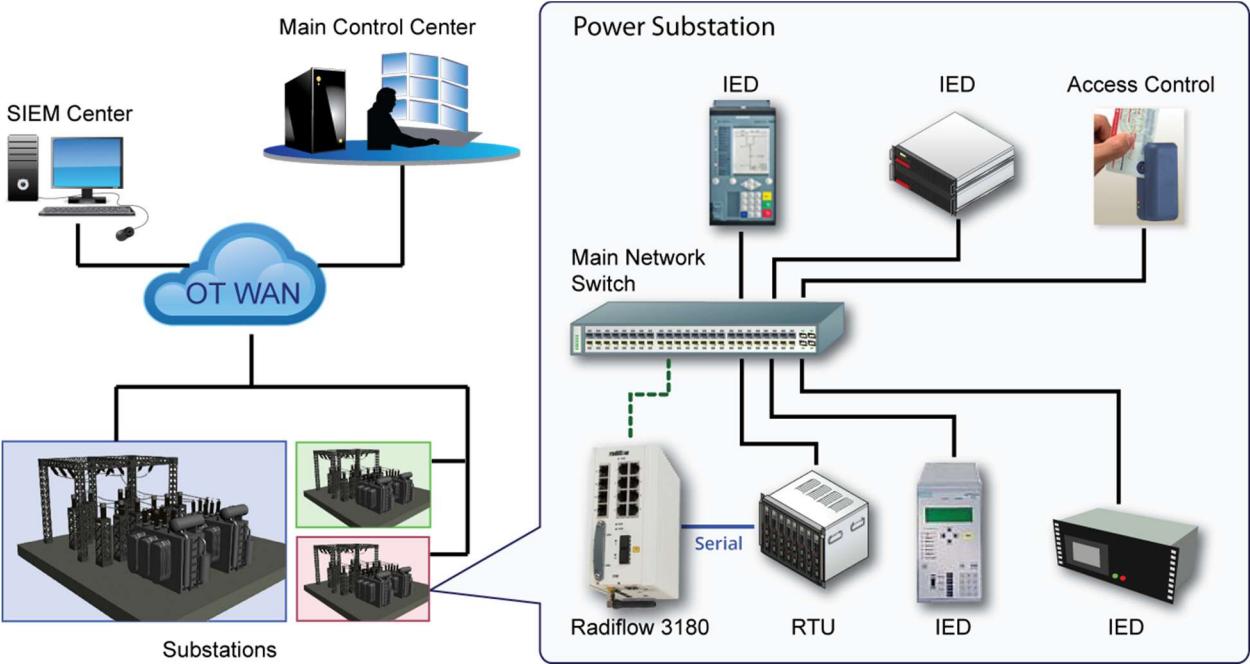 Main Control Center
SIEM Center
OT WAN
Substations
Power Substation
IED
IED
Access Control
Main Network
Switch
radiflow
Serial
Radiflow 3180
RTU
IED
IED